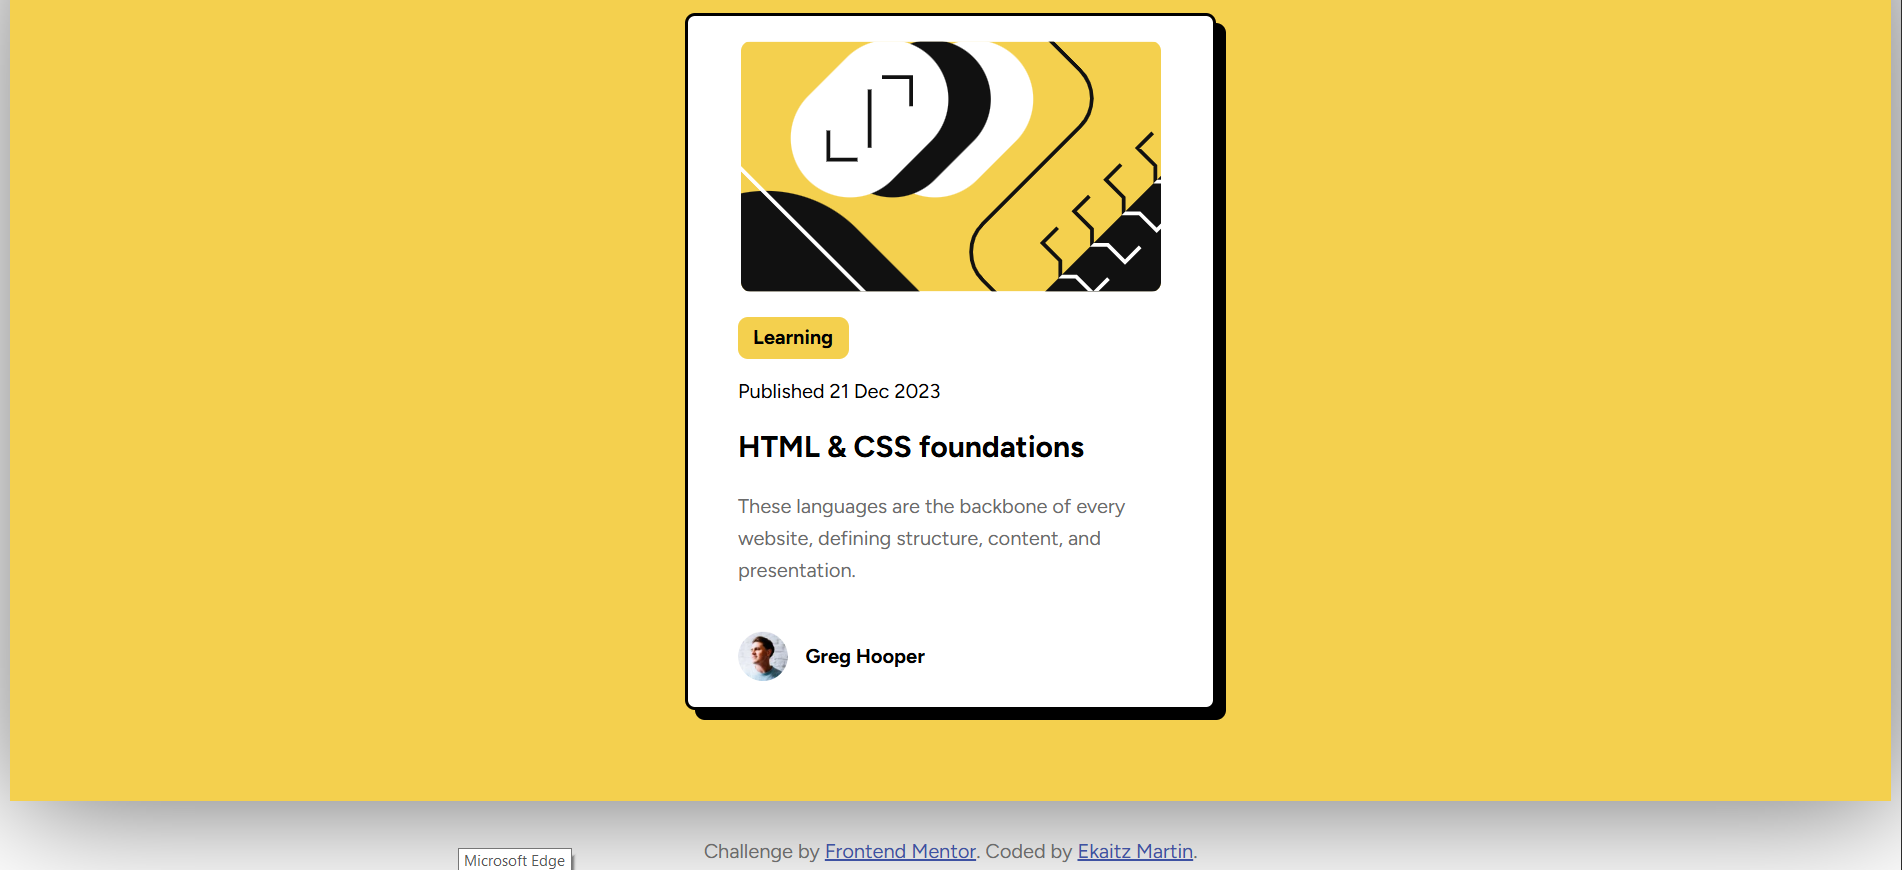 Learning
Published 21 Dec 2023
HTML & CSS foundations
These languages are the backbone of every
website, defining structure, content, and
presentation.
Greg Hooper
Challenge by Frontend Mentor. Coded by Ekaitz Martin.
Microsoft Edge